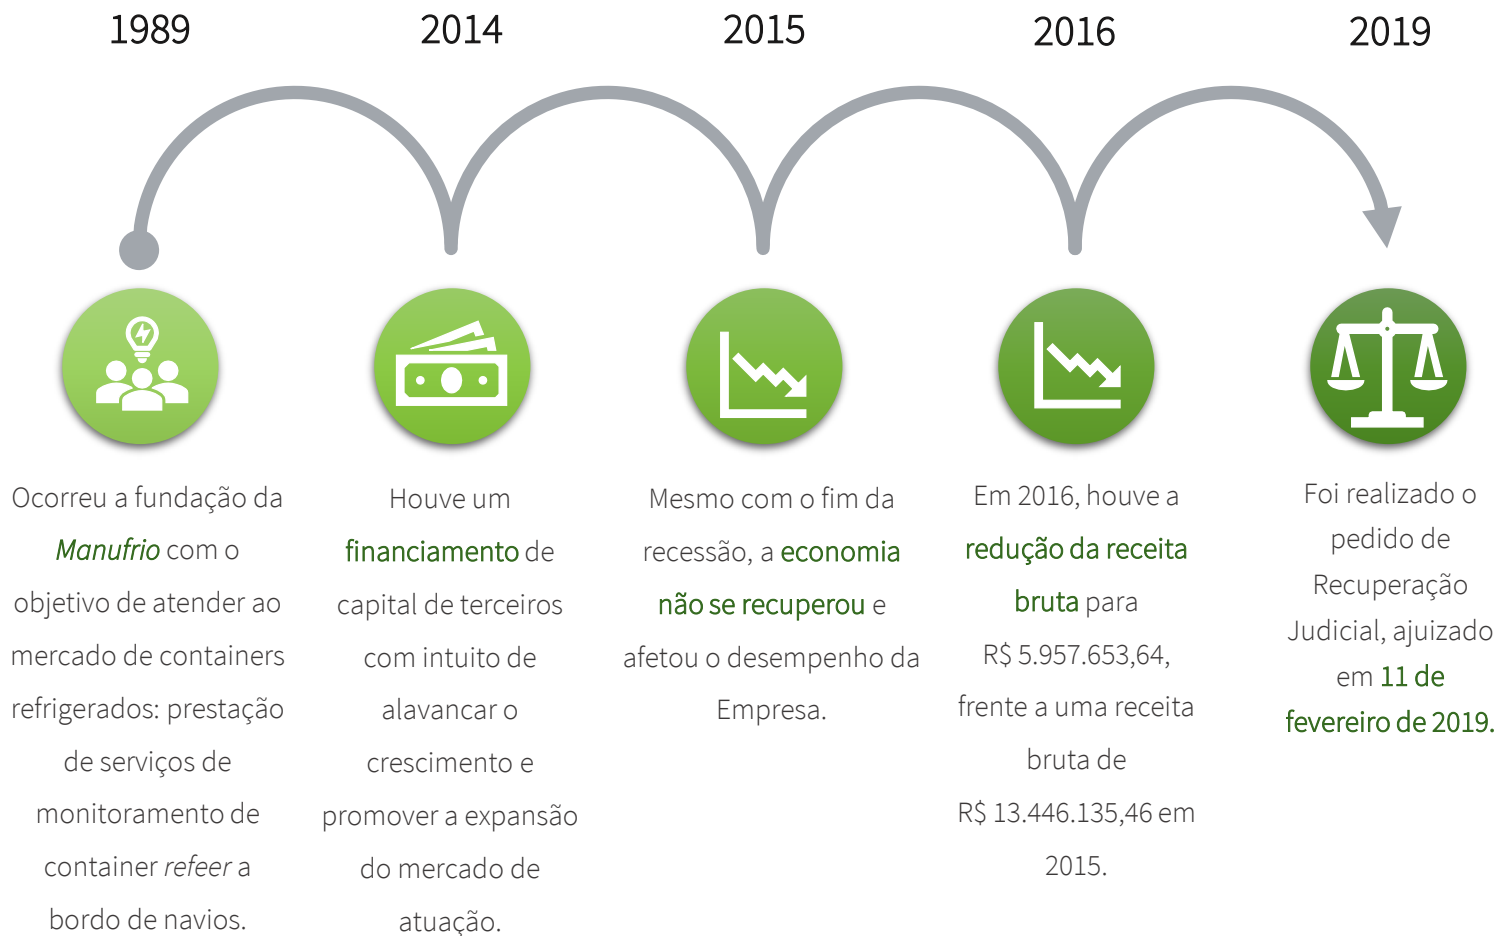 1989
2014
2015
2016
2019
Ocorreu a fundação da
Manufrio com o
objetivo de atender ao
mercado de containers
refrigerados: prestação
de serviços de
monitoramento de
container refeer a
bordo de navios.
Houve um
financiamento de
capital de terceiros
com intuito de
alavancar o
crescimento e
promover a expansão
do mercado de
atuação.
Mesmo com o fim da
recessão, a economia
não se recuperou e
afetou o desempenho da
Empresa.
Em 2016, houve a
redução da receita
bruta para
R$ 5.957.653,64,
frente a uma receita
bruta de
R$ 13.446.135,46 em
2015.
Foi realizado o
pedido de
Recuperação
Judicial, ajuizado
em 11 de
fevereiro de 2019.